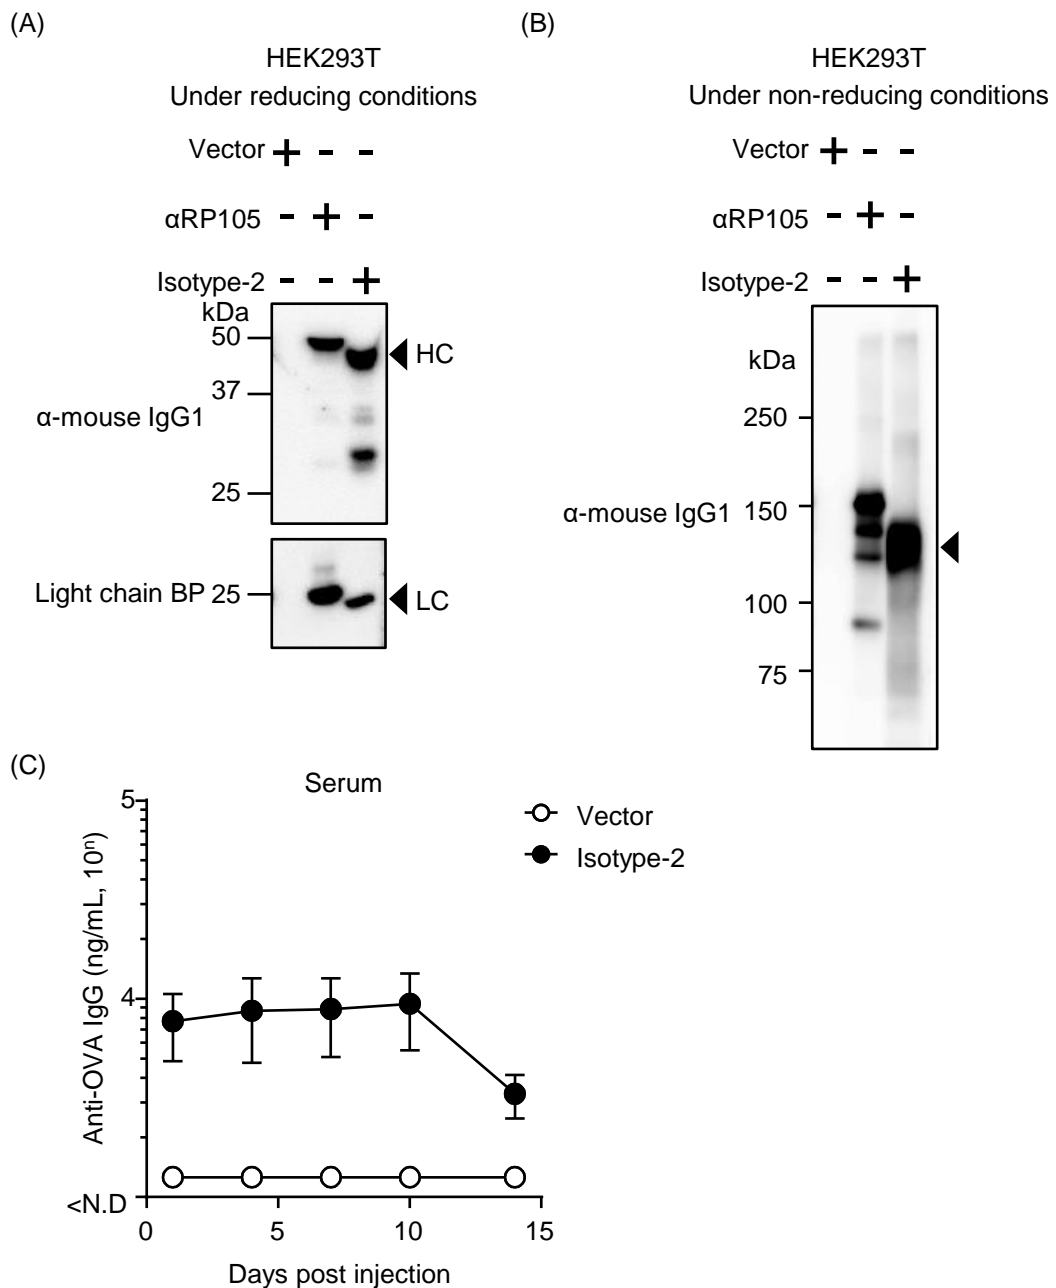 (A)
HEK293T
Under reducing conditions
Vector + - -
αRP105 - + -
Isotype-2 - - +
kDa
50
HC
37
α-mouse IgG1
25
Light chain BP 25
LC
(B)
HEK293T
Under non-reducing conditions
Vector + - -
αRP105 - + -
Isotype-2 - - +
kDa
250
α-mouse IgG1 150
100
75
(C)
Serum
Vector
Isotype-2
Anti-OVA IgG (ng/mL, 10ⁿ)
5
4
<N.D
0 5 10 15
Days post injection